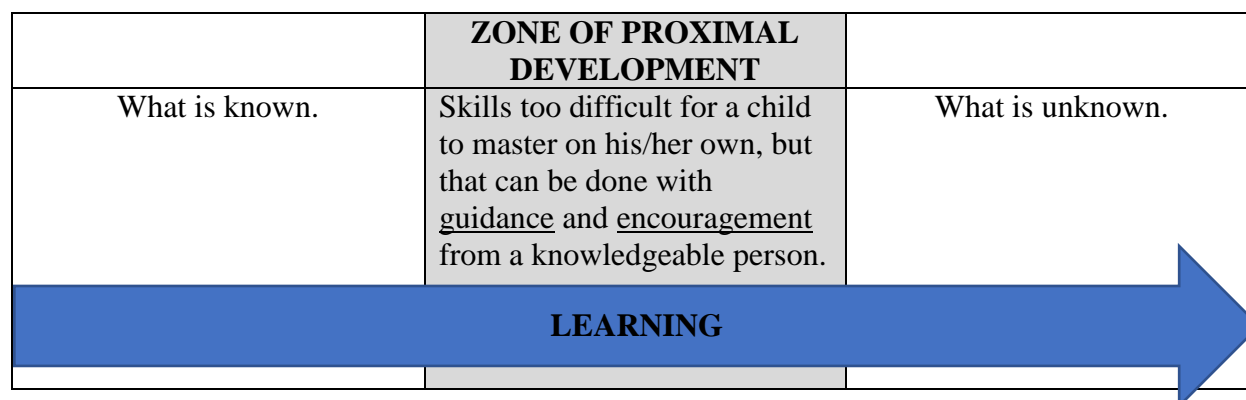 ZONE OF PROXIMAL
DEVELOPMENT
What is known.
Skills too difficult for a child
to master on his/her own, but
that can be done with
guidance and encouragement
from a knowledgeable person.
What is unknown.
LEARNING